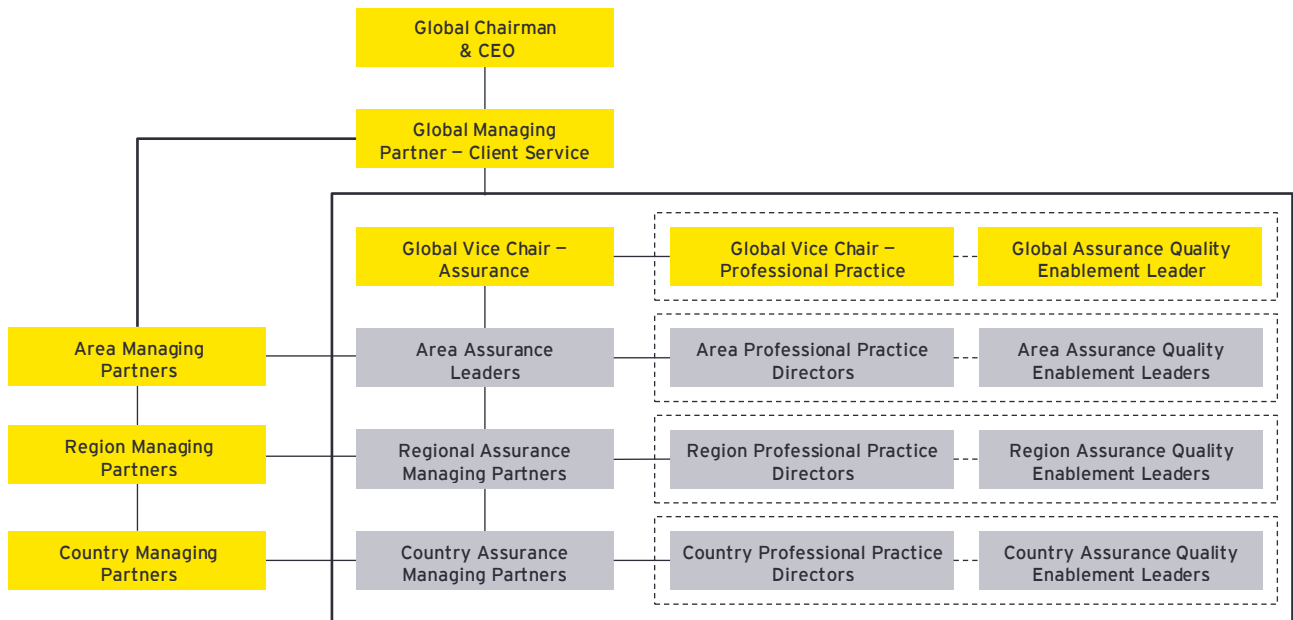 Global Chairman
& CEO
Global Managing
Partner – Client Service
Global Vice Chair –
Assurance
Global Vice Chair –
Professional Practice
Global Assurance Quality
Enablement Leader
Area Managing
Partners
Area Assurance
Leaders
Area Professional Practice
Directors
Area Assurance Quality
Enablement Leaders
Region Managing
Partners
Regional Assurance
Managing Partners
Region Professional Practice
Directors
Region Assurance Quality
Enablement Leaders
Country Managing
Partners
Country Assurance
Managing Partners
Country Professional Practice
Directors
Country Assurance Quality
Enablement Leaders